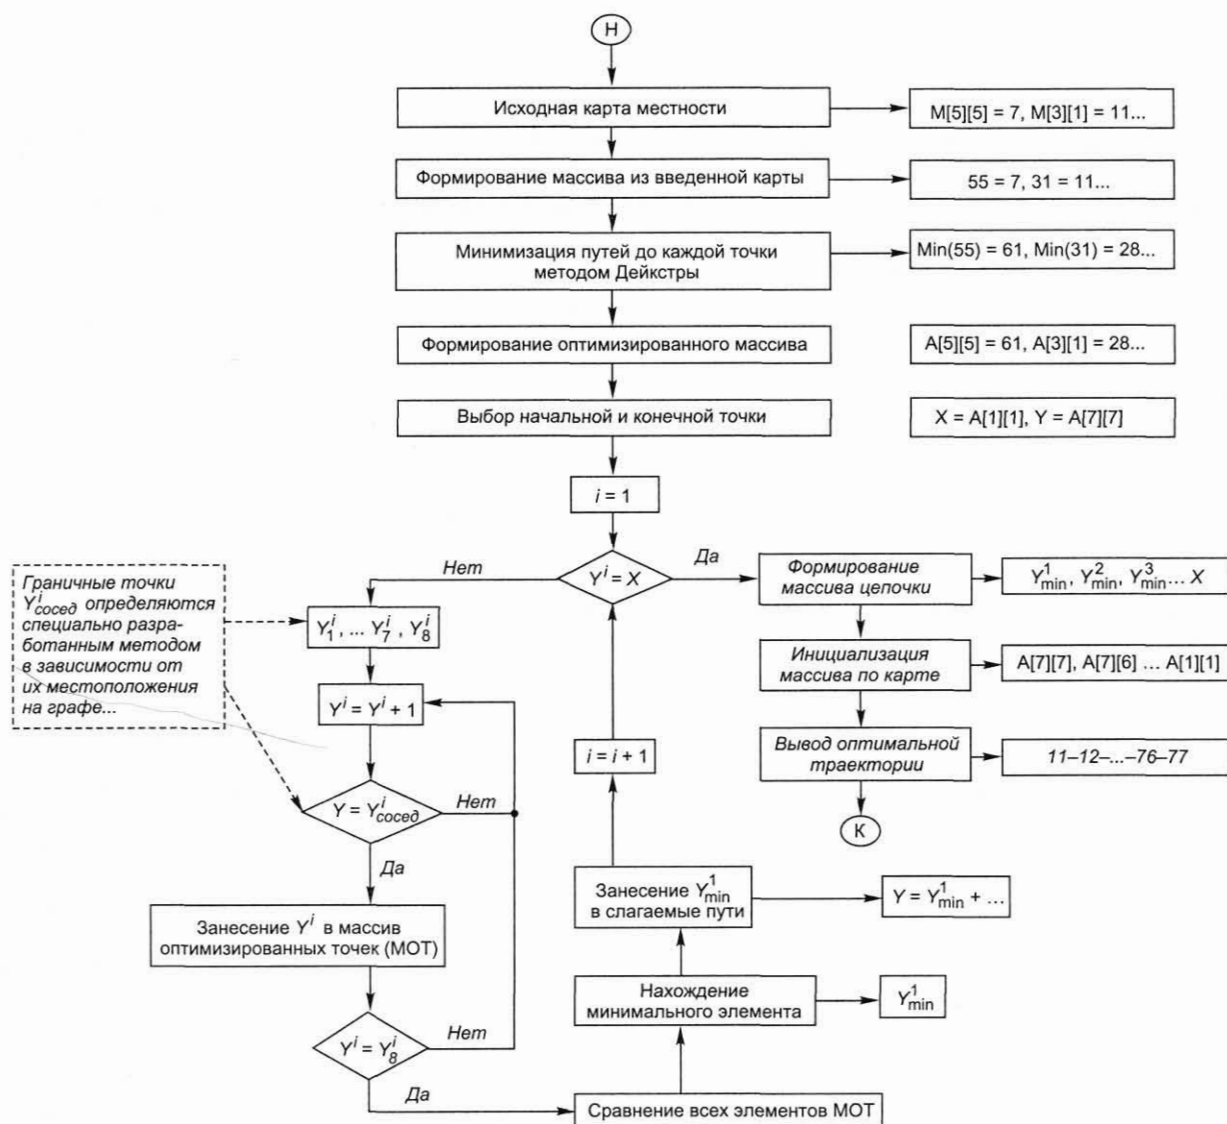 Н
Исходная карта местности
M[5][5] = 7, M[3][1] = 11...
Формирование массива из введенной карты
55 = 7, 31 = 11...
Минимизация путей до каждой точки
методом Дейкстры
Min(55) = 61, Min(31) = 28...
Формирование оптимизированного массива
A[5][5] = 61, A[3][1] = 28...
Выбор начальной и конечной точки
X = A[1][1], Y = A[7][7]
i = 1
Y^i = X
Нет
Да
Граничные точки
Y^i_сосед определяются
специально разра-
ботанным методом
в зависимости от
их местоположения
на графе...
Y^i_1, ... Y^i_7, Y^i_8
Y^i = Y^i + 1
Y = Y^i_сосед
Нет
Да
Занесение Y^i в массив
оптимизированных точек (МОТ)
Y^i = Y^i_8
Нет
Да
Сравнение всех элементов МОТ
Нахождение
минимального элемента
Y^1_min
Занесение Y^1_min
в слагаемые пути
Y = Y^1_min + ...
i = i + 1
Формирование
массива цепочки
Y^1_min, Y^2_min, Y^3_min... X
Инициализация
массива по карте
A[7][7], A[7][6] ... A[1][1]
Вывод оптимальной
траектории
11–12–...–76–77
К